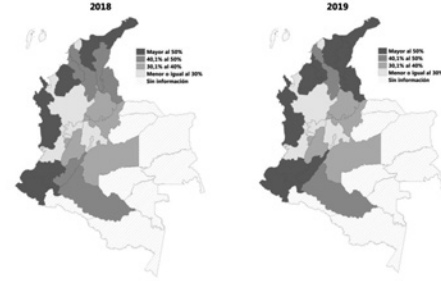 2018
Mayor al 50%
40,1% al 50%
30,1% al 40%
Menor o igual al 30%
Sin información
2019
Mayor al 50%
40,1% al 50%
30,1% al 40%
Menor o igual al 30%
Sin información